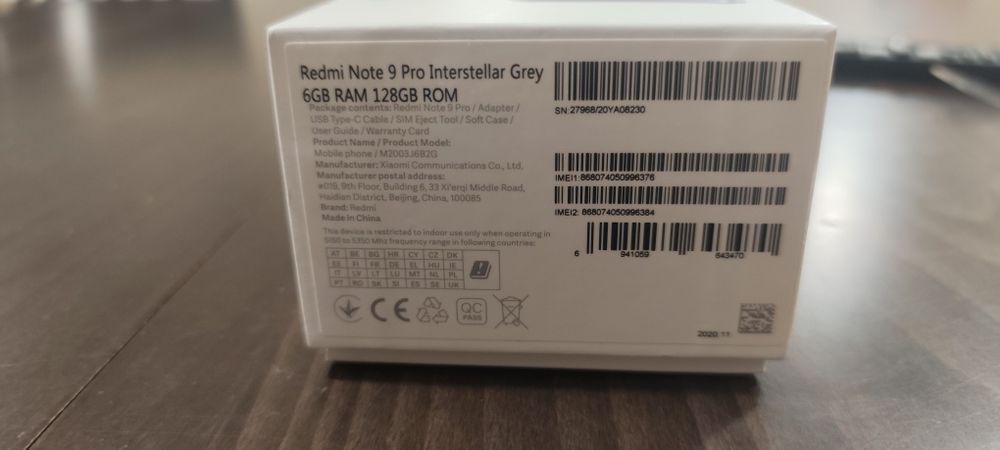 Redmi Note 9 Pro Interstellar Grey
6GB RAM 128GB ROM
Package contents: Redmi Note 9 Pro / Adapter /
USB Type-C Cable / SIM Eject Tool / Soft Case /
User Guide / Warranty Card
Product Name / Product Model:
Mobile phone / M2003J6B2G
Manufacturer: Xiaomi Communications Co., Ltd.
Manufacturer postal address:
#019, 9th Floor, Building 6, 33 Xi'erqi Middle Road,
Haidian District, Beijing, China, 100085
Brand: Redmi
Made in China
This device is restricted to indoor use only when operating in
5150 to 5350 Mhz frequency range in following countries:
AT BE BG HR CY CZ DK
EE FI FR DE EL HU IE
IT LV LT LU MT NL PL
PT RO SK SI ES SE UK
CE
QC
PASS
SN:27968/20YA08230
IMEI1:868074050996376
IMEI2: 868074050996384
6 941059 643470
2020.11